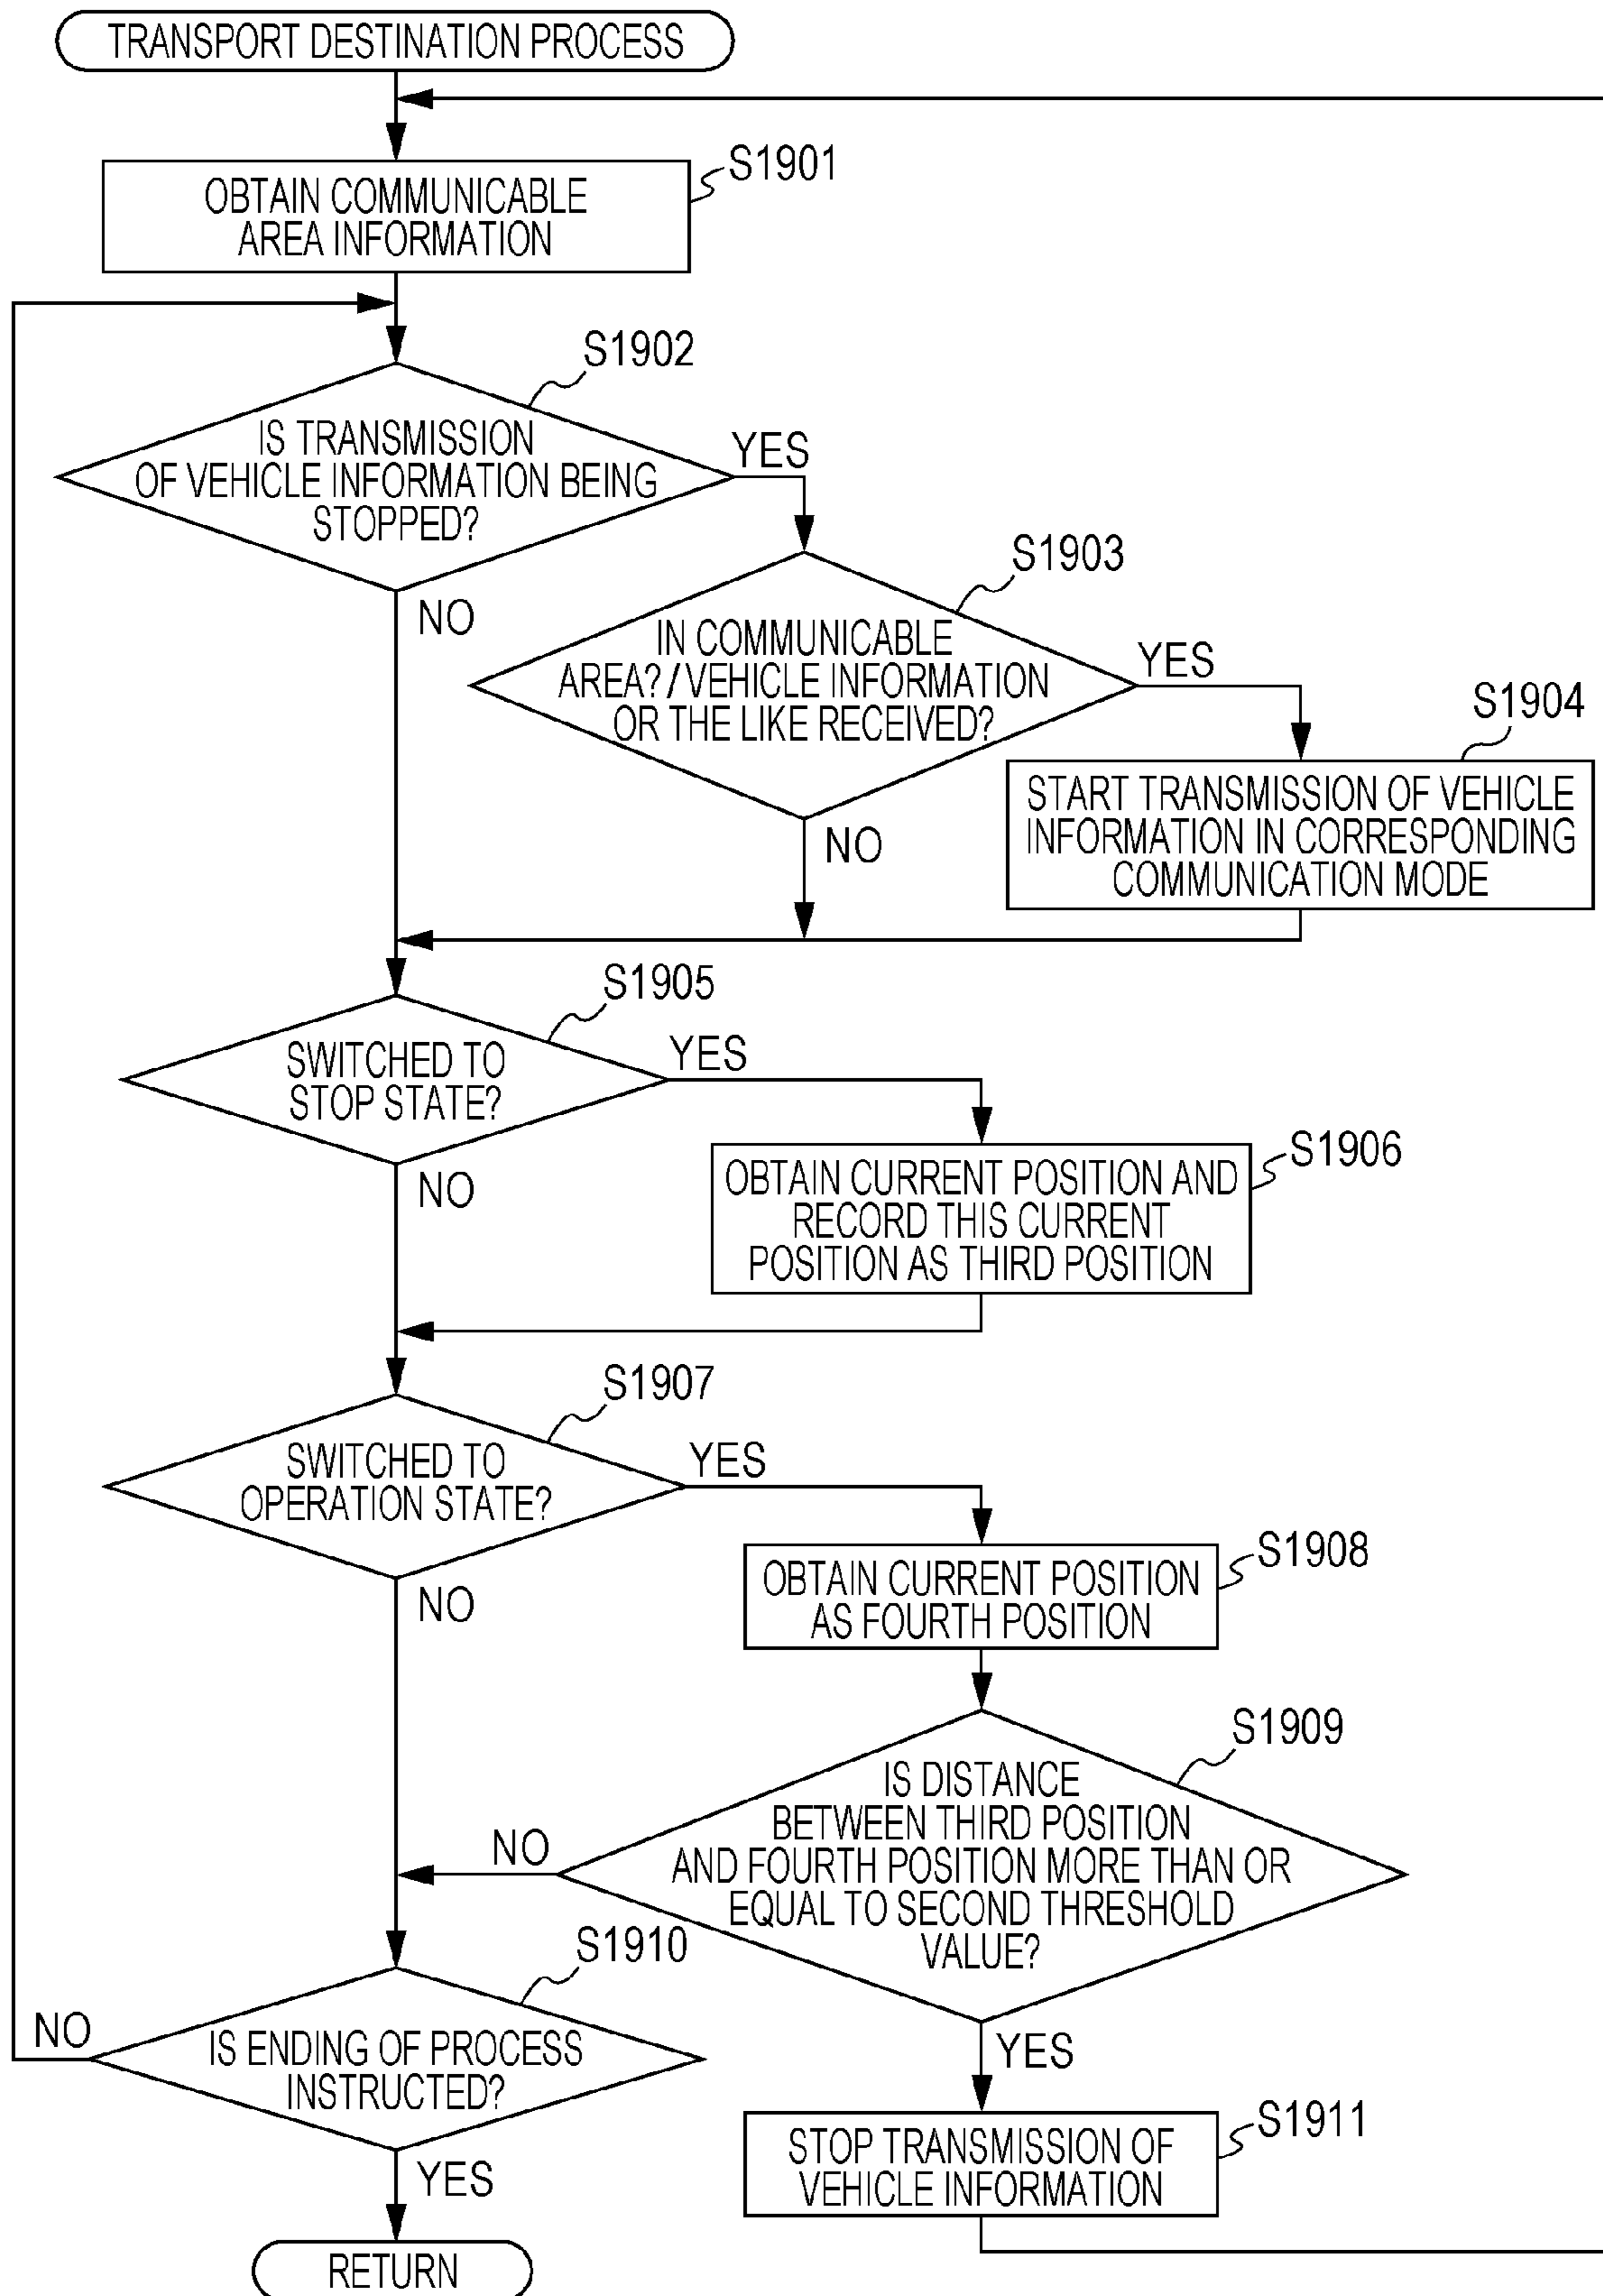 TRANSPORT DESTINATION PROCESS
S1901
OBTAIN COMMUNICABLE
AREA INFORMATION
S1902
IS TRANSMISSION
OF VEHICLE INFORMATION BEING
STOPPED?
YES
NO
S1903
IN COMMUNICABLE
AREA?/VEHICLE INFORMATION
OR THE LIKE RECEIVED?
YES
NO
S1904
START TRANSMISSION OF VEHICLE
INFORMATION IN CORRESPONDING
COMMUNICATION MODE
S1905
SWITCHED TO
STOP STATE?
YES
NO
S1906
OBTAIN CURRENT POSITION AND
RECORD THIS CURRENT
POSITION AS THIRD POSITION
S1907
SWITCHED TO
OPERATION STATE?
YES
NO
S1908
OBTAIN CURRENT POSITION
AS FOURTH POSITION
S1909
IS DISTANCE
BETWEEN THIRD POSITION
AND FOURTH POSITION MORE THAN OR
EQUAL TO SECOND THRESHOLD
VALUE?
NO
YES
S1910
IS ENDING OF PROCESS
INSTRUCTED?
NO
YES
S1911
STOP TRANSMISSION OF
VEHICLE INFORMATION
RETURN